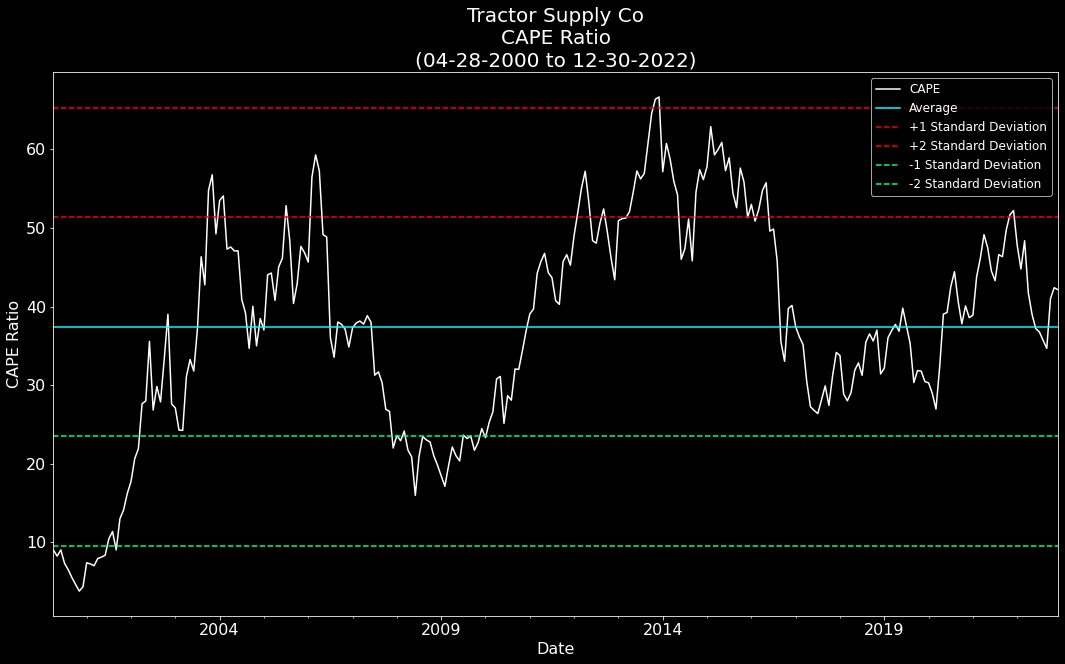 Tractor Supply Co
CAPE Ratio
(04-28-2000 to 12-30-2022)
CAPE
Average
+1 Standard Deviation
+2 Standard Deviation
-1 Standard Deviation
-2 Standard Deviation
CAPE Ratio
60
50
40
30
20
10
2004
2009
2014
2019
Date